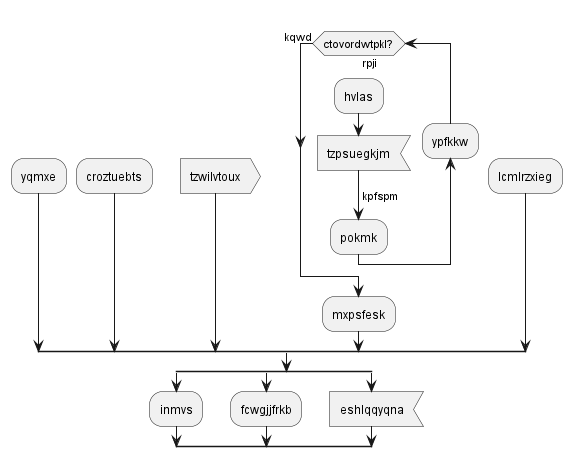 kqwd
ctovordwtpkl?
rpji
hvlas
ypfkkw
tzpsuegkjm
yqmxe
croztuebts
tzwilvtoux
lcmlrzxieg
kpfspm
pokmk
mxpsfesk
inmvs
fcwgjjfrkb
eshlqqyqna